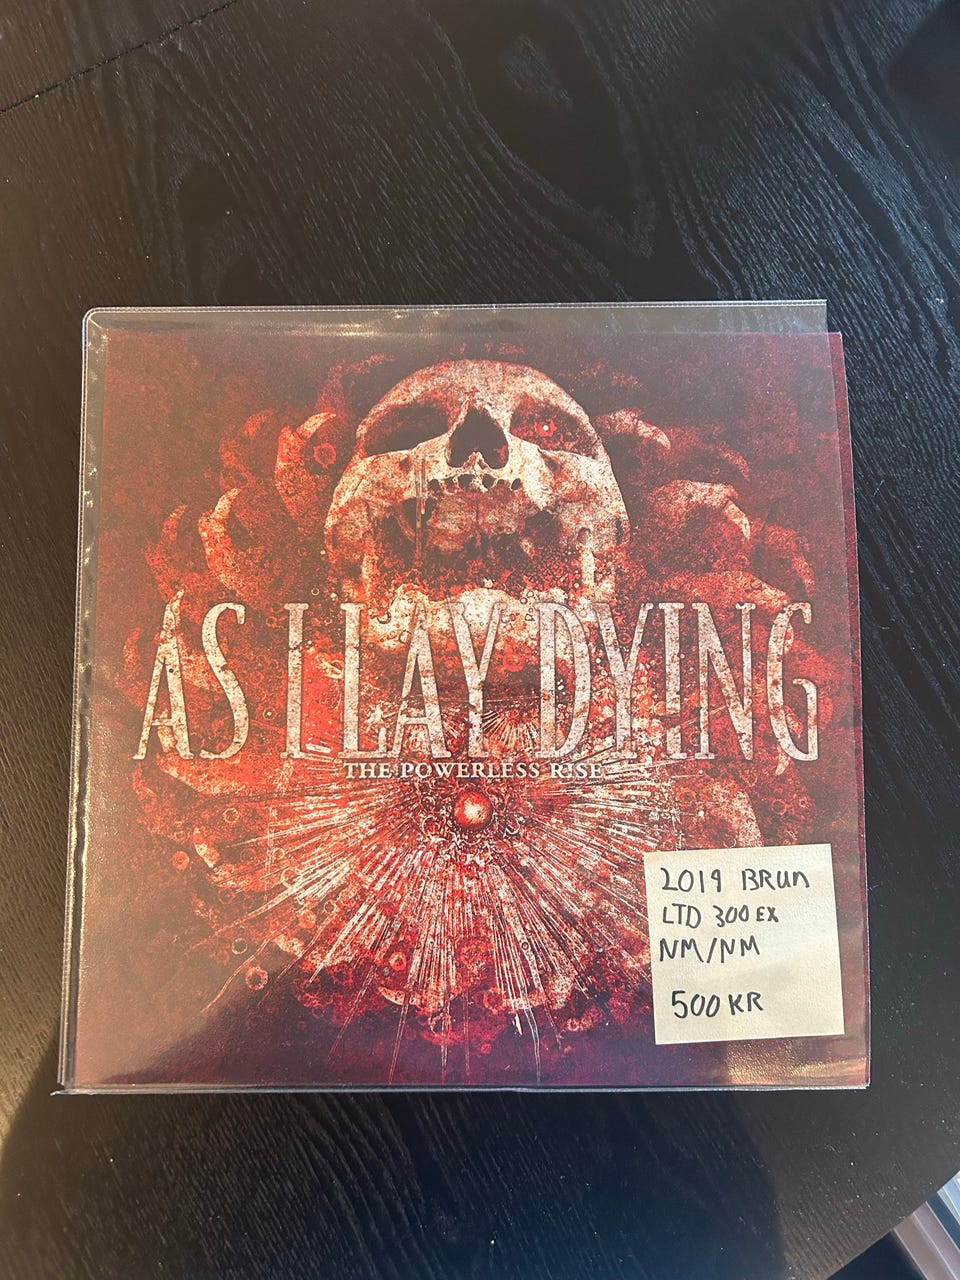 AS I LAY DYING
THE POWERLESS RISE
2019 BRUN
LTD 300 EX
NM/NM
500 KR